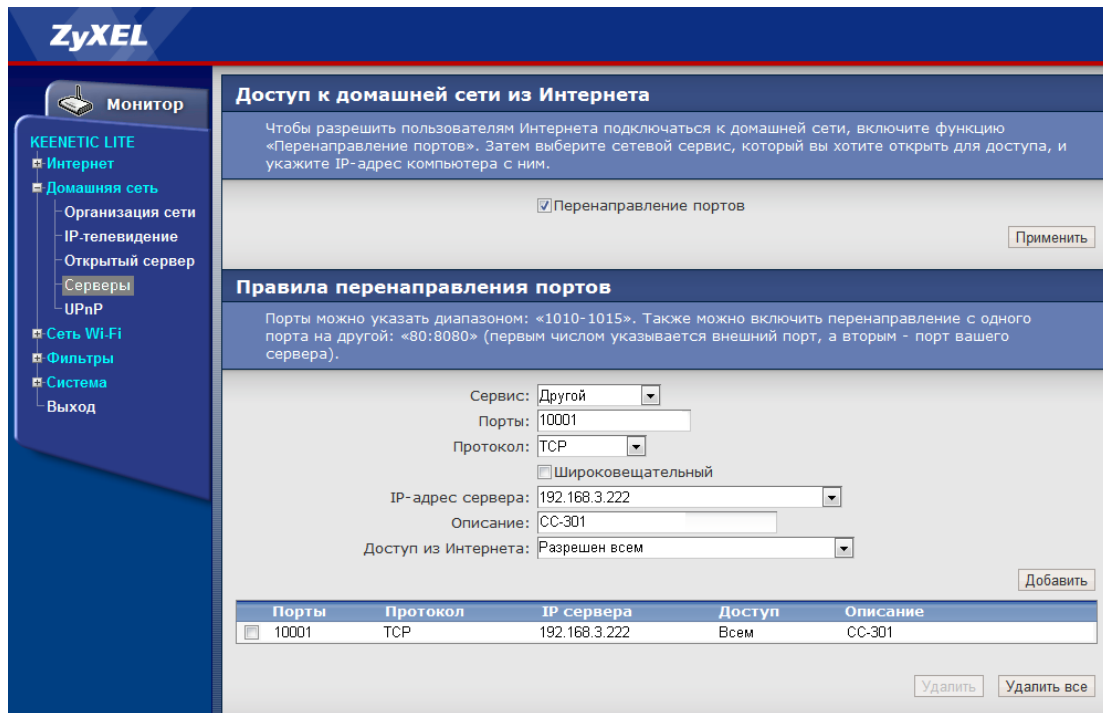 ZyXEL
Монитор
KEENETIC LITE
Интернет
Домашняя сеть
Организация сети
IP-телевидение
Открытый сервер
Серверы
UPnP
Сеть Wi-Fi
Фильтры
Система
Выход
Доступ к домашней сети из Интернета
Чтобы разрешить пользователям Интернета подключаться к домашней сети, включите функцию
«Перенаправление портов». Затем выберите сетевой сервис, который вы хотите открыть для доступа, и
укажите IP-адрес компьютера с ним.
Перенаправление портов
Применить
Правила перенаправления портов
Порты можно указать диапазоном: «1010-1015». Также можно включить перенаправление с одного
порта на другой: «80:8080» (первым числом указывается внешний порт, а вторым - порт вашего
сервера).
Сервис: Другой
Порты: 10001
Протокол: TCP
Широковещательный
IP-адрес сервера: 192.168.3.222
Описание: CC-301
Доступ из Интернета: Разрешен всем
Добавить
Порты Протокол IP сервера Доступ Описание
10001 TCP 192.168.3.222 Всем CC-301
Удалить Удалить все